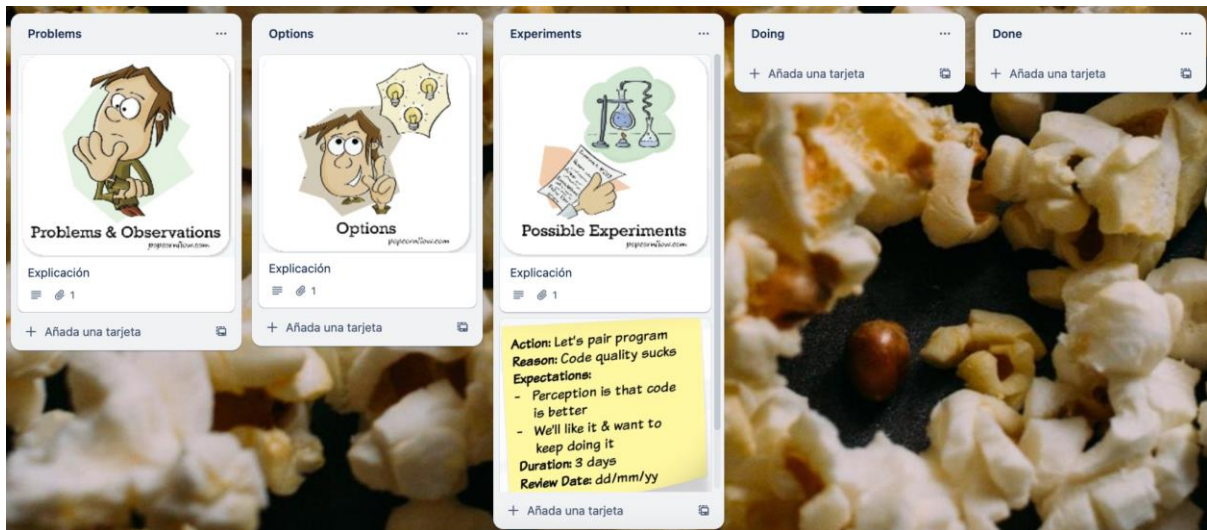 Problems
Problems & Observations
popcornflow.com
Explicación
1
+ Añada una tarjeta
Options
Options
popcornflow.com
Explicación
1
+ Añada una tarjeta
Experiments
Possible Experiments
popcornflow.com
Explicación
1
Action: Let's pair program
Reason: Code quality sucks
Expectations:
- Perception is that code
is better
- We'll like it & want to
keep doing it
Duration: 3 days
Review Date: dd/mm/yy
+ Añada una tarjeta
Doing
+ Añada una tarjeta
Done
+ Añada una tarjeta